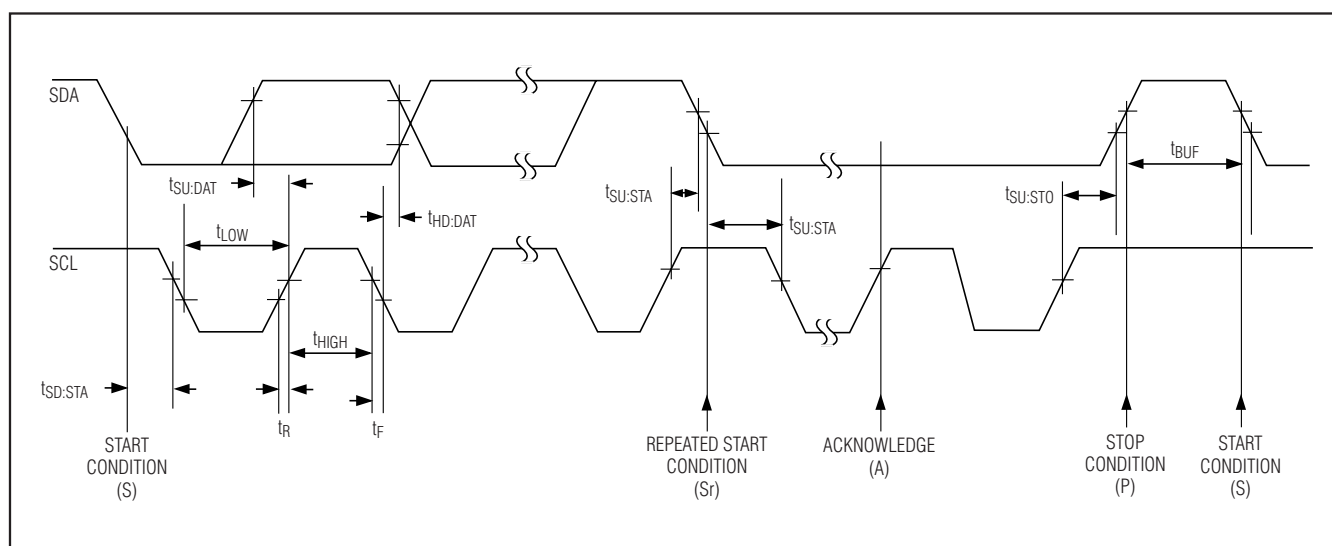 SDA
tSU:DAT
tHD:DAT
tSU:STA
tSU:STA
tSU:STO
tBUF
tLOW
SCL
tHIGH
tSD:STA
tR
tF
START
CONDITION
(S)
REPEATED START
CONDITION
(Sr)
ACKNOWLEDGE
(A)
STOP
CONDITION
(P)
START
CONDITION
(S)